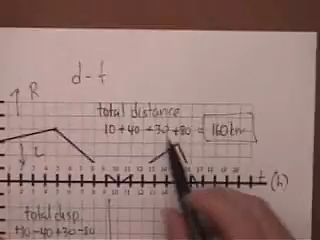 d-t
R
total distance
10 + 40 + 30 + 80 = 160 km
L
t (h)
total disp.
+10 -40 +30 -80